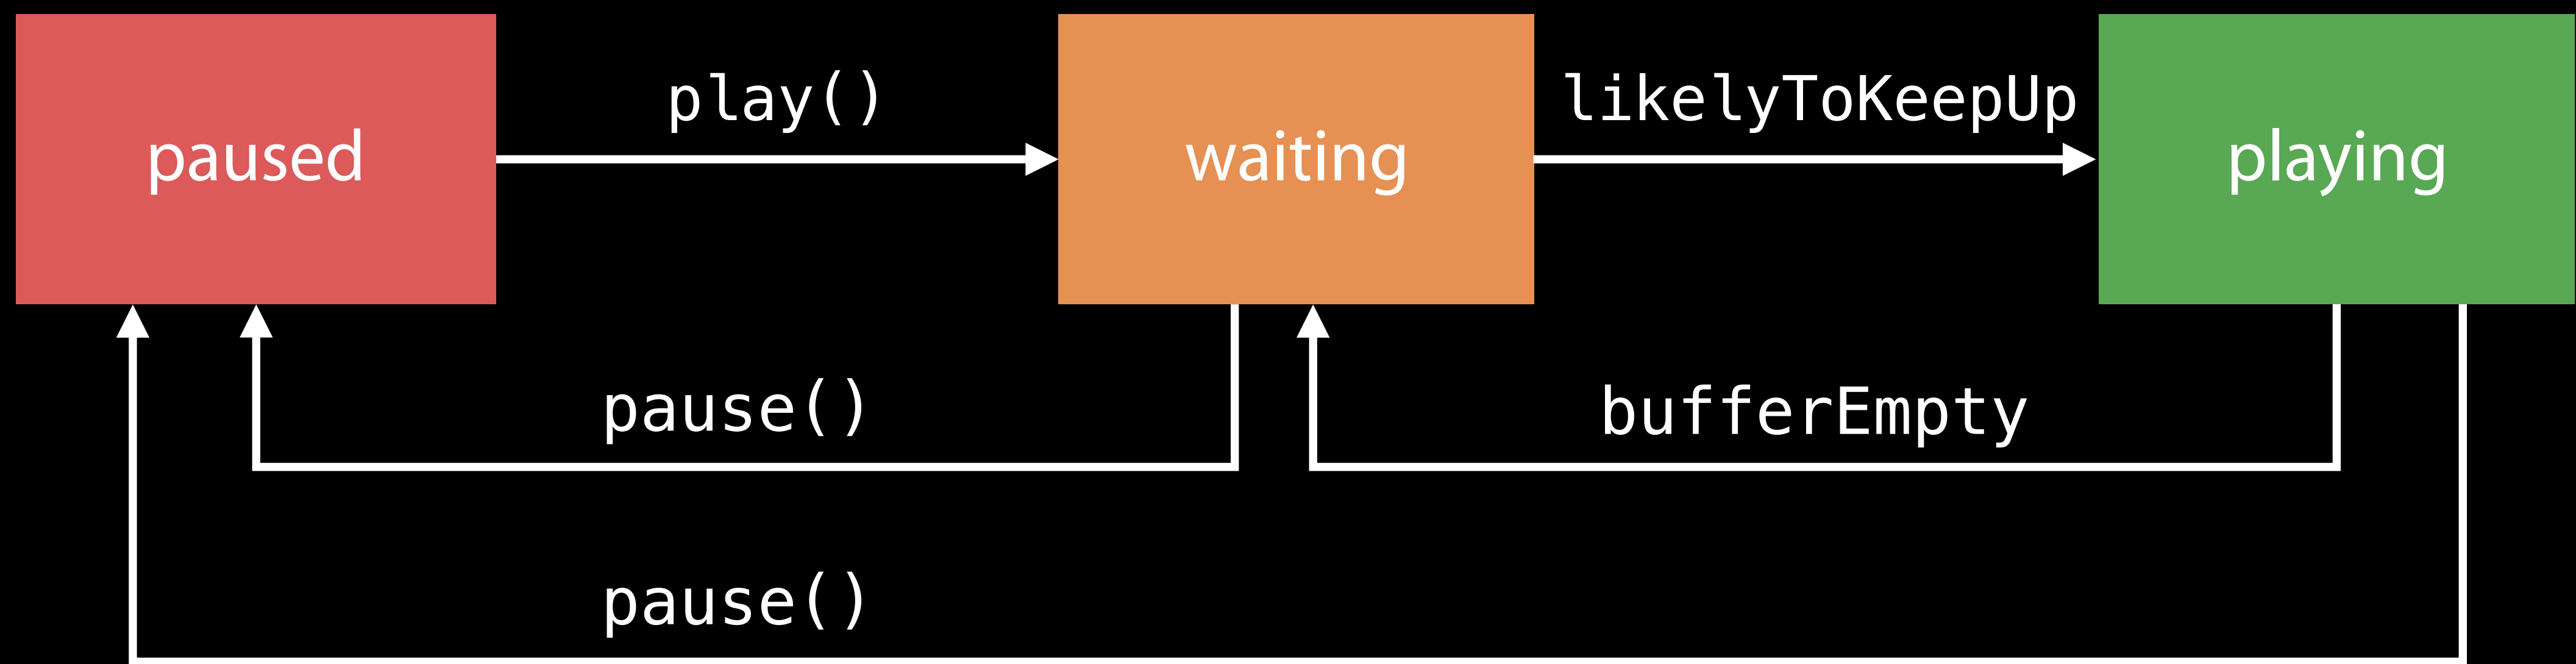 play()
likelyToKeepUp
paused
waiting
playing
pause()
bufferEmpty
pause()